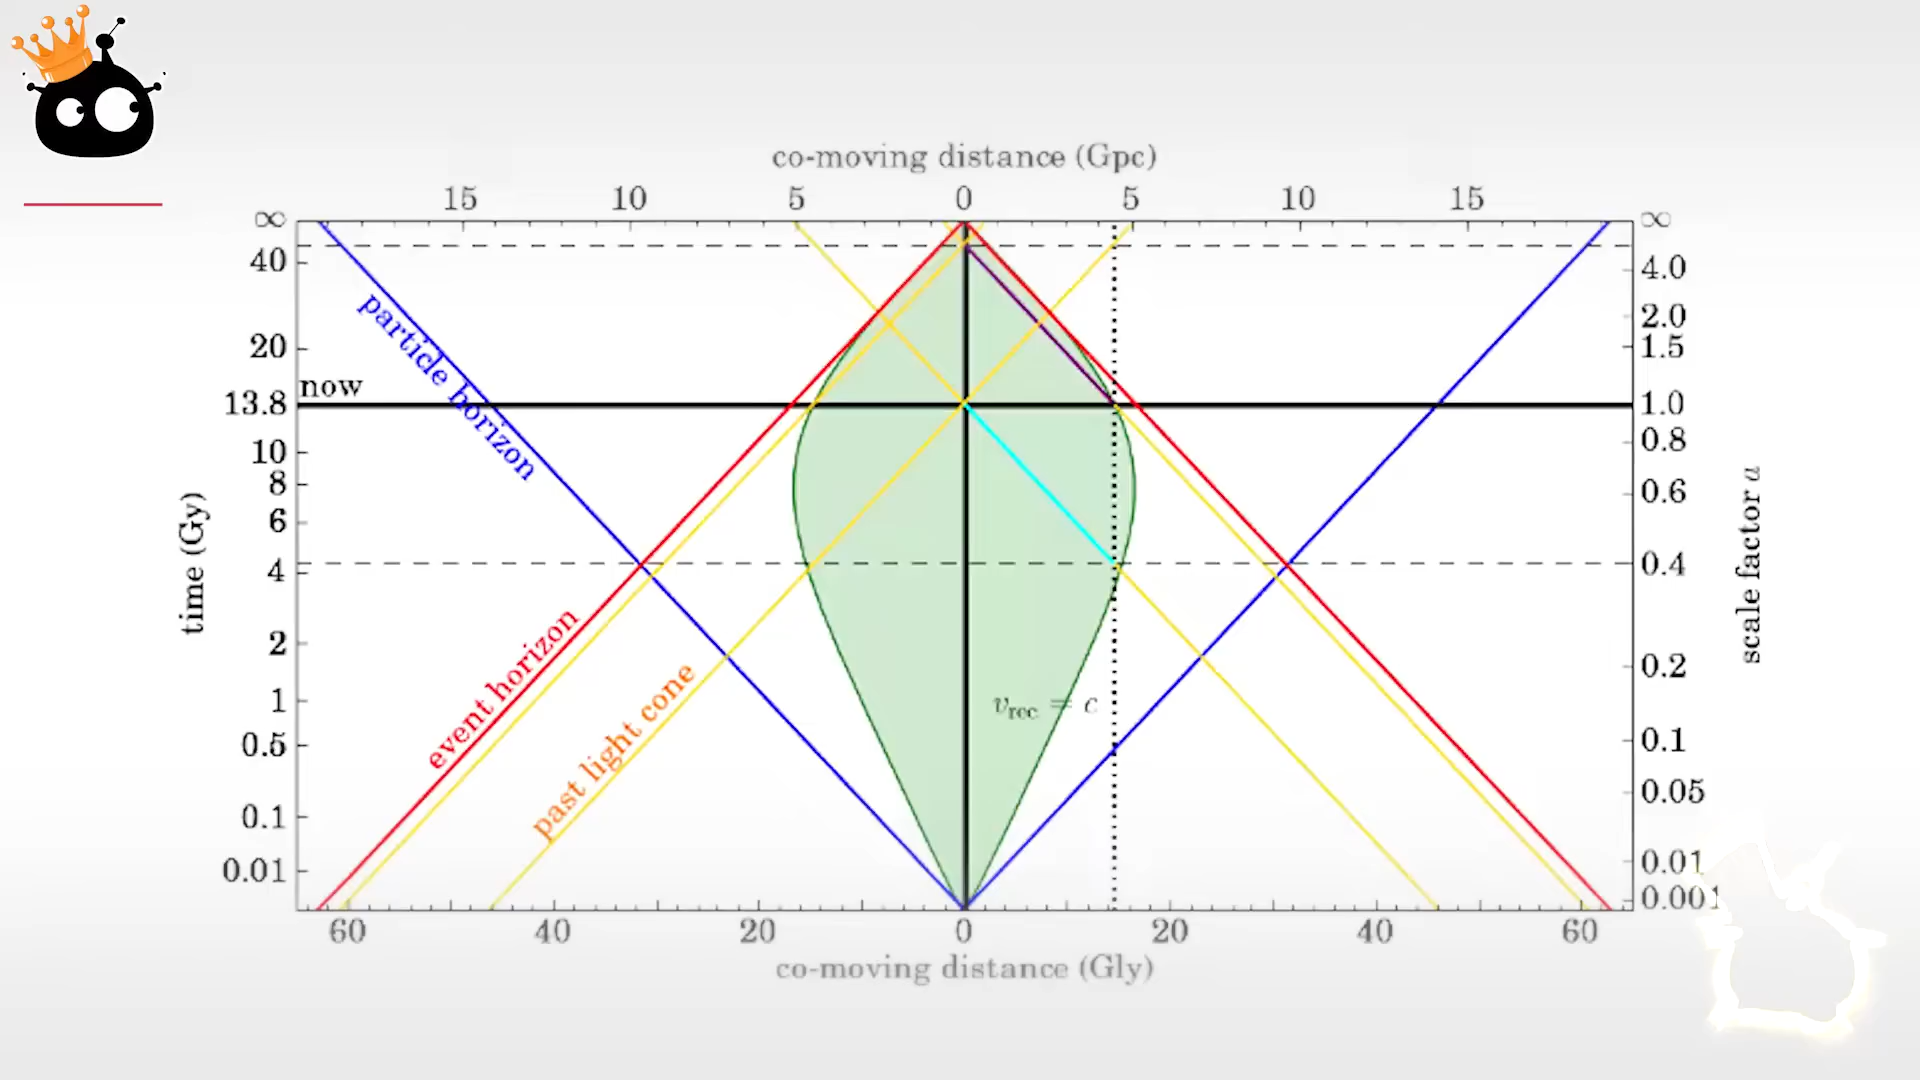 co-moving distance (Gpc)
15 10 5 0 5 10 15
∞ ∞
40 4.0
20 2.0
1.5
now
13.8 1.0
10 0.8
8 0.6
6
4 0.4
2 0.2
1
0.5 0.1
0.1 0.05
0.01 0.01
0.001
particle horizon
event horizon
past light cone
v_rec = c
time (Gy)
scale factor a
60 40 20 0 20 40 60
co-moving distance (Gly)